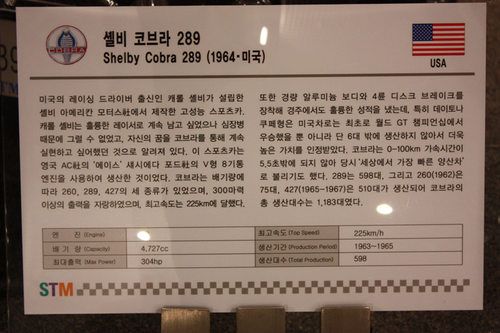 COBRA
셸비 코브라 289
Shelby Cobra 289 (1964·미국)
USA
미국의 레이싱 드라이버 출신인 캐롤 셸비가 설립한
셸비 아메리칸 모터스社에서 제작한 고성능 스포츠카.
캐롤 셸비는 훌륭한 레이서로 계속 남고 싶었으나 심장병
때문에 그럴 수 없었고, 자신의 꿈을 코브라를 통해 계속
실현하고 싶어했던 것으로 알려져 있다. 이 스포츠카는
영국 AC社의 「에이스」 섀시에다 포드社의 V형 8기통
엔진을 사용하여 생산한 것이었다. 코브라는 배기량에
따라 260, 289, 427의 세 종류가 있었으며, 300마력
이상의 출력을 자랑하였으며, 최고속도는 225km에 달했다.
또한 경량 알루미늄 보디와 4륜 디스크 브레이크를
장착해 경주에서도 훌륭한 성적을 냈는데, 특히 데이토나
쿠페형은 미국차로는 최초로 월드 GT 챔피언십에서
우승했을 뿐 아니라 단 6대 밖에 생산하지 않아서 더욱
높은 가치를 인정받았다. 코브라는 0~100km 가속시간이
5.5초밖에 되지 않아 당시 '세상에서 가장 빠른 양산차'
로 불리기도 했다. 289는 598대, 그리고 260(1962)은
75대, 427(1965~1967)은 510대가 생산되어 코브라의
총 생산대수는 1,183대였다.
엔 진 (Engine)
최고속도 (Top Speed) 225km/h
배 기 량 (Capacity) 4,727cc
생산기간 (Production Period) 1963~1965
최대출력 (Max Power) 304hp
생산대수 (Total Production) 598
STM